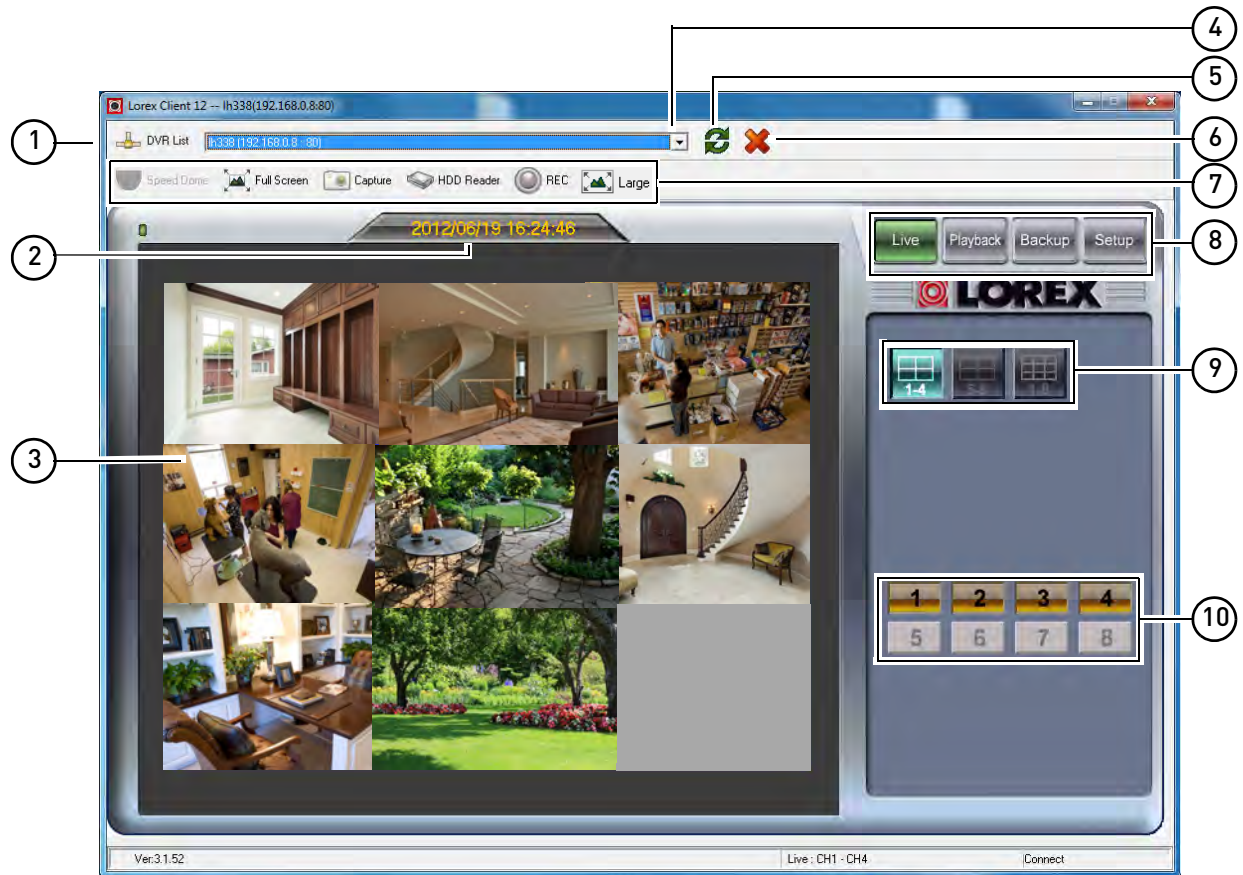 4
5
Lorex Client 12 -- lh338(192.168.0.8:80)
1
DVR List
lh338 (192.168.0.8 : 80)
6
Speed Dome
Full Screen
Capture
HDD Reader
REC
Large
7
2012/06/19 16:24:46
2
Live
Playback
Backup
Setup
8
LOREX
1-4
9
3
1 2 3 4
5 6 7 8
10
Ver:3.1.52
Live : CH1 - CH4
Connect